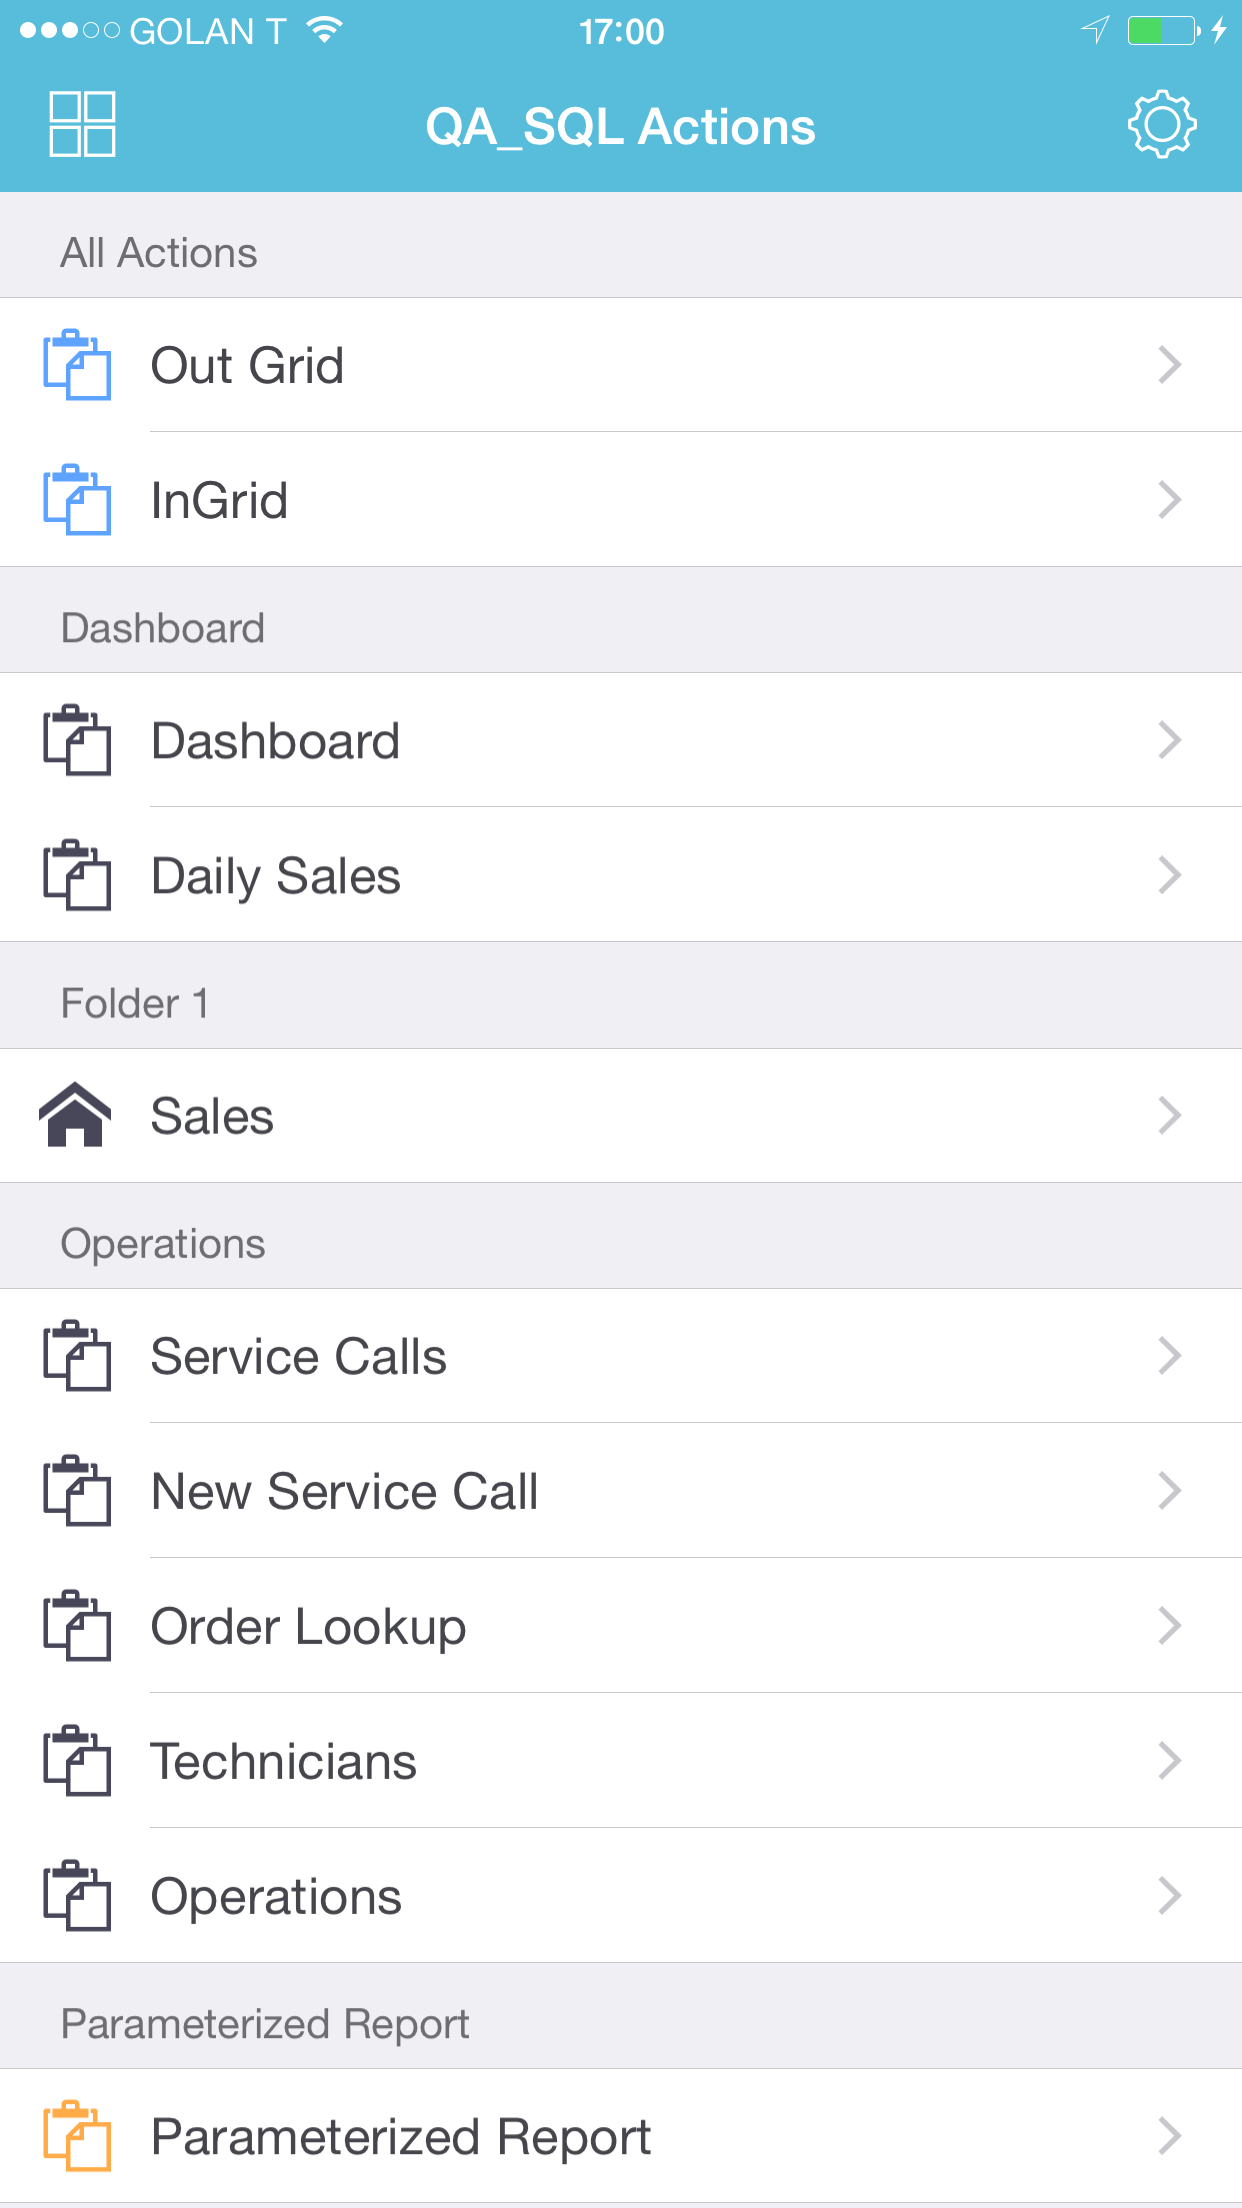 GOLAN T 17:00
QA_SQL Actions
All Actions
Out Grid
InGrid
Dashboard
Dashboard
Daily Sales
Folder 1
Sales
Operations
Service Calls
New Service Call
Order Lookup
Technicians
Operations
Parameterized Report
Parameterized Report